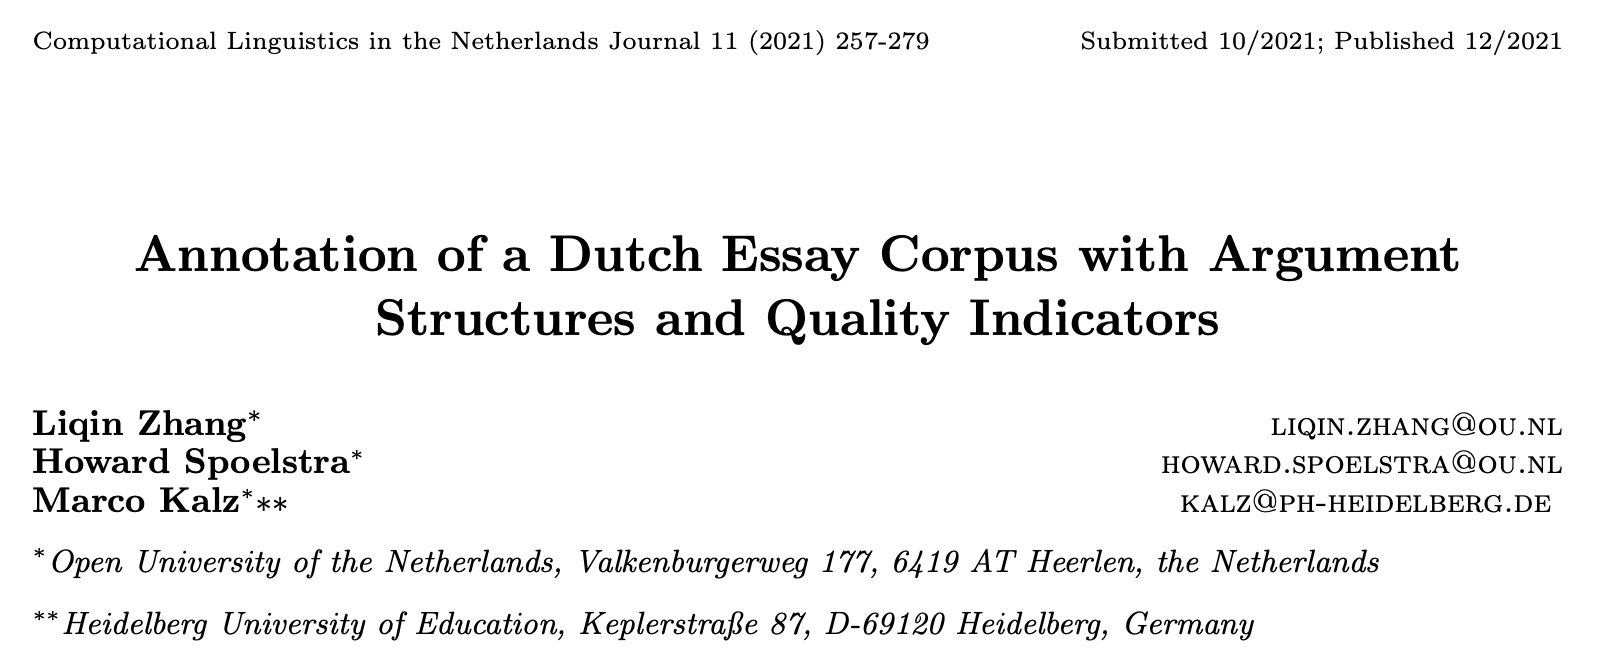 Computational Linguistics in the Netherlands Journal 11 (2021) 257-279 Submitted 10/2021; Published 12/2021
Annotation of a Dutch Essay Corpus with Argument
Structures and Quality Indicators
Liqin Zhang* LIQIN.ZHANG@OU.NL
Howard Spoelstra* HOWARD.SPOELSTRA@OU.NL
Marco Kalz*** KALZ@PH-HEIDELBERG.DE
*Open University of the Netherlands, Valkenburgerweg 177, 6419 AT Heerlen, the Netherlands
**Heidelberg University of Education, Keplerstraße 87, D-69120 Heidelberg, Germany